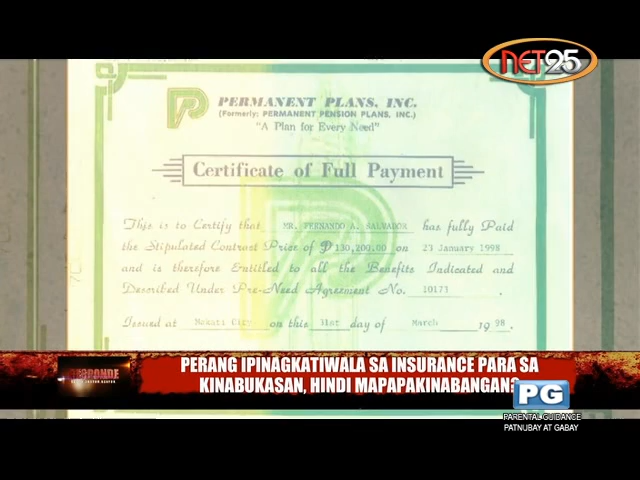 NET25
PERMANENT PLANS, INC.
(Formerly: PERMANENT PENSION PLANS, INC.)
"A Plan for Every Need"
Certificate of Full Payment
This is to Certify that MR. FERNANDO A. SALVADOR has fully Paid
the Stipulated Contract Price of ₱ 130,200.00 on 23 January 1998
and is therefore Entitled to all the Benefits Indicated and
Described Under Pre-Need Agreement No. 10173
Issued at Makati City on this 31st day of March 1998
PERANG IPINAGKATIWALA SA INSURANCE PARA SA
KINABUKASAN, HINDI MAPAPAKINABANGAN?
PG
PARENTAL GUIDANCE
PATNUBAY AT GABAY